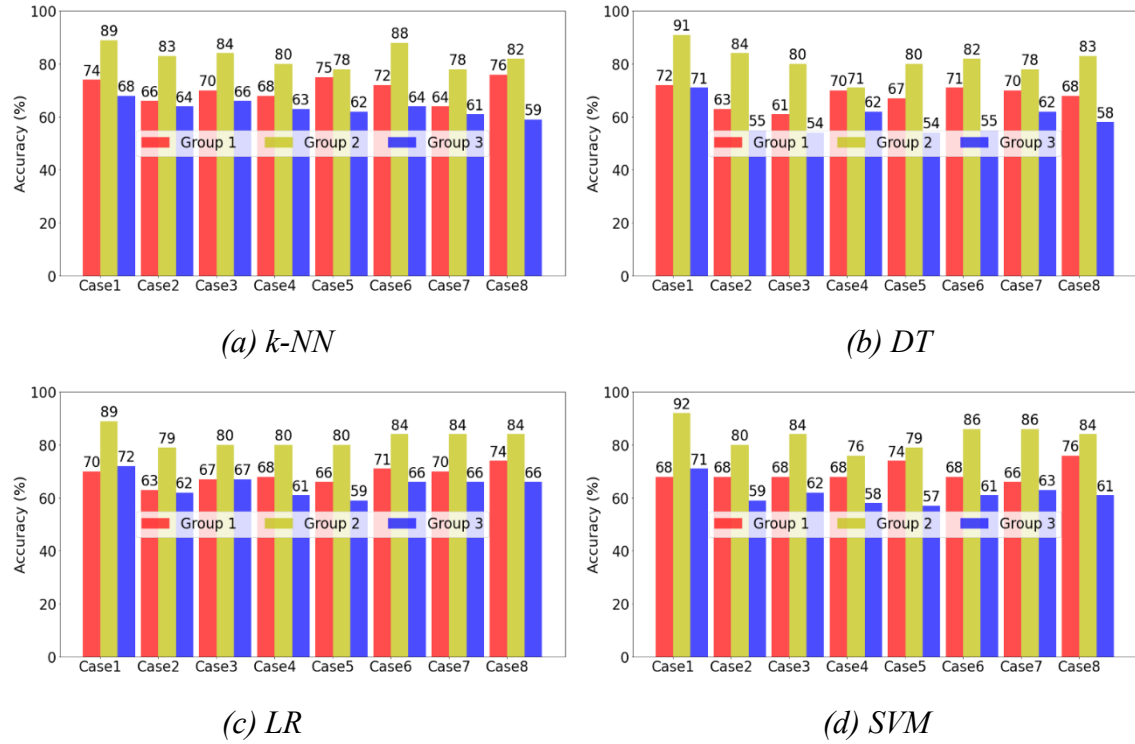 100
80
60
40
20
0
Accuracy (%)
74 89 68
66 83 64
70 84 66
68 80 63
75 78 62
72 88 64
64 78 61
76 82 59
Group 1 Group 2 Group 3
Case1 Case2 Case3 Case4 Case5 Case6 Case7 Case8
(a) k-NN
100
80
60
40
20
0
Accuracy (%)
72 91 71
63 84 55
61 80 54
70 71 62
67 80 54
71 82 55
70 78 62
68 83 58
Group 1 Group 2 Group 3
Case1 Case2 Case3 Case4 Case5 Case6 Case7 Case8
(b) DT
100
80
60
40
20
0
Accuracy (%)
70 89 72
63 79 62
67 80 67
68 80 61
66 80 59
71 84 66
70 84 66
74 84 66
Group 1 Group 2 Group 3
Case1 Case2 Case3 Case4 Case5 Case6 Case7 Case8
(c) LR
100
80
60
40
20
0
Accuracy (%)
68 92 71
68 80 59
68 84 62
68 76 58
74 79 57
68 86 61
66 86 63
76 84 61
Group 1 Group 2 Group 3
Case1 Case2 Case3 Case4 Case5 Case6 Case7 Case8
(d) SVM